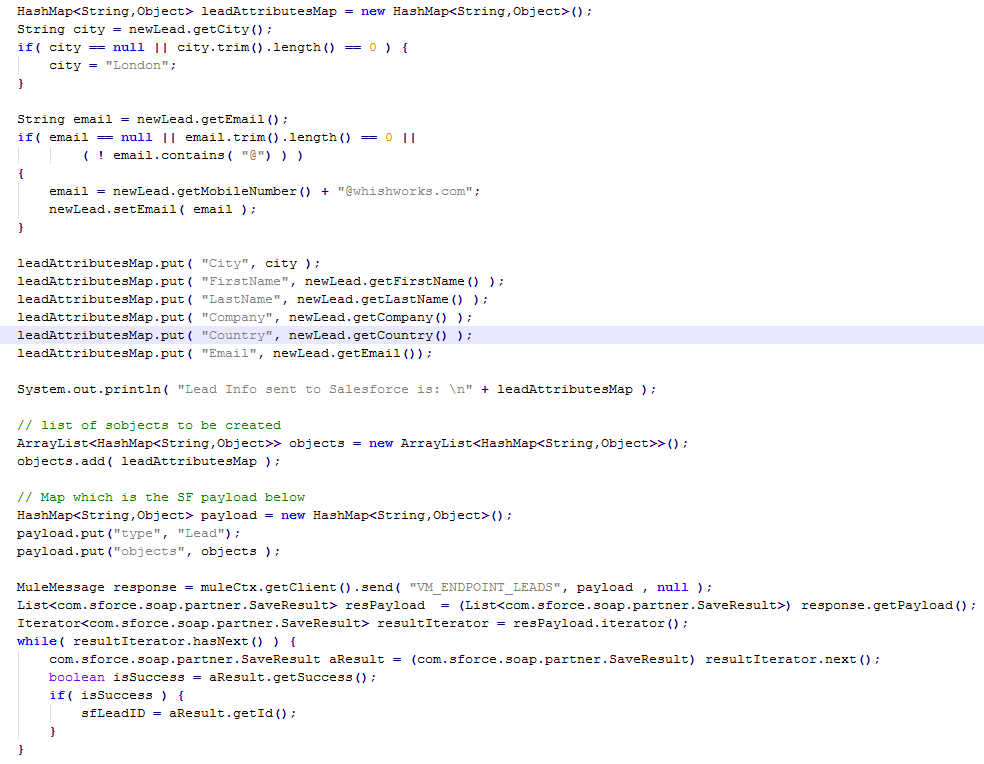 HashMap<String,Object> leadAttributesMap = new HashMap<String,Object>();
String city = newLead.getCity();
if( city == null || city.trim().length() == 0 ) {
    city = "London";
}

String email = newLead.getEmail();
if( email == null || email.trim().length() == 0 ||
        ( ! email.contains( "@") ) )
{
    email = newLead.getMobileNumber() + "@whishworks.com";
    newLead.setEmail( email );
}

leadAttributesMap.put( "City", city );
leadAttributesMap.put( "FirstName", newLead.getFirstName() );
leadAttributesMap.put( "LastName", newLead.getLastName() );
leadAttributesMap.put( "Company", newLead.getCompany() );
leadAttributesMap.put( "Country", newLead.getCountry() );
leadAttributesMap.put( "Email", newLead.getEmail());

System.out.println( "Lead Info sent to Salesforce is: \n" + leadAttributesMap );

// list of sobjects to be created
ArrayList<HashMap<String,Object>> objects = new ArrayList<HashMap<String,Object>>();
objects.add( leadAttributesMap );

// Map which is the SF payload below
HashMap<String,Object> payload = new HashMap<String,Object>();
payload.put("type", "Lead");
payload.put("objects", objects );

MuleMessage response = muleCtx.getClient().send( "VM_ENDPOINT_LEADS", payload , null );
List<com.sforce.soap.partner.SaveResult> resPayload  = (List<com.sforce.soap.partner.SaveResult>) response.getPayload();
Iterator<com.sforce.soap.partner.SaveResult> resultIterator = resPayload.iterator();
while( resultIterator.hasNext() ) {
    com.sforce.soap.partner.SaveResult aResult = (com.sforce.soap.partner.SaveResult) resultIterator.next();
    boolean isSuccess = aResult.getSuccess();
    if( isSuccess ) {
        sfLeadID = aResult.getId();
    }
}